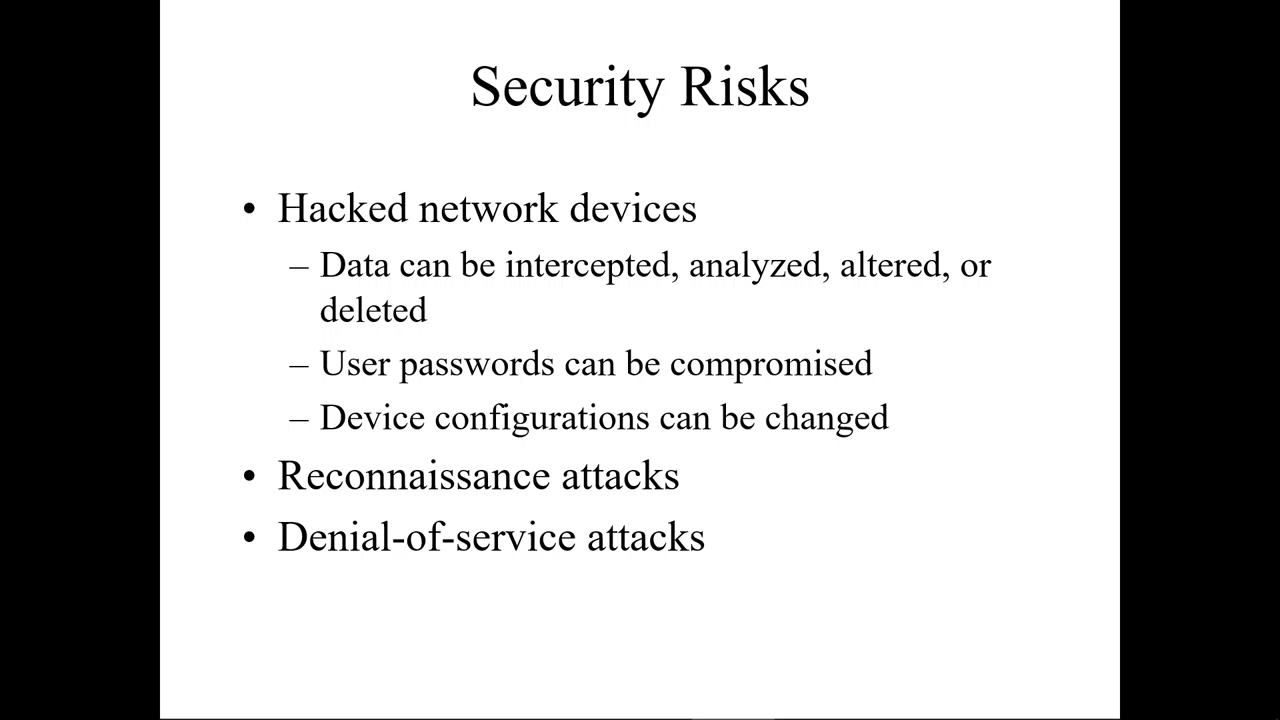 Security Risks
• Hacked network devices
– Data can be intercepted, analyzed, altered, or
deleted
– User passwords can be compromised
– Device configurations can be changed
• Reconnaissance attacks
• Denial-of-service attacks